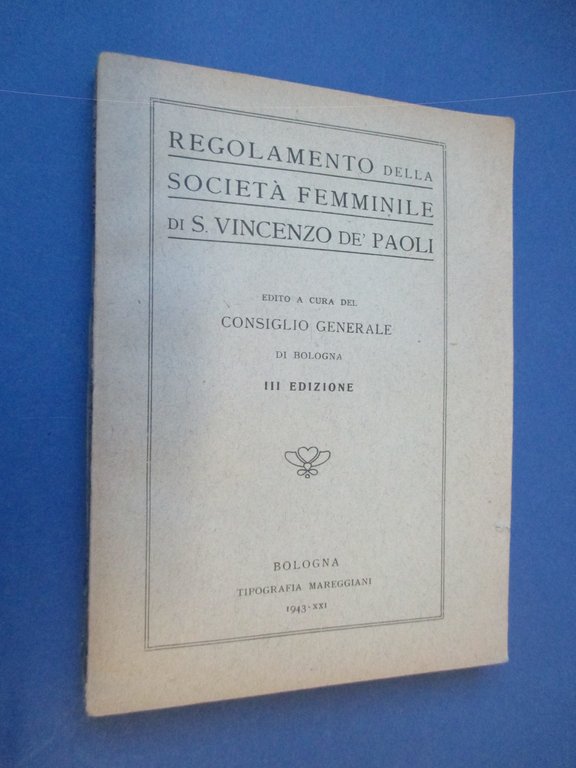 REGOLAMENTO DELLA
SOCIETÀ FEMMINILE
DI S. VINCENZO DE' PAOLI
EDITO A CURA DEL
CONSIGLIO GENERALE
DI BOLOGNA
III EDIZIONE
BOLOGNA
TIPOGRAFIA MAREGGIANI
1943-XXI